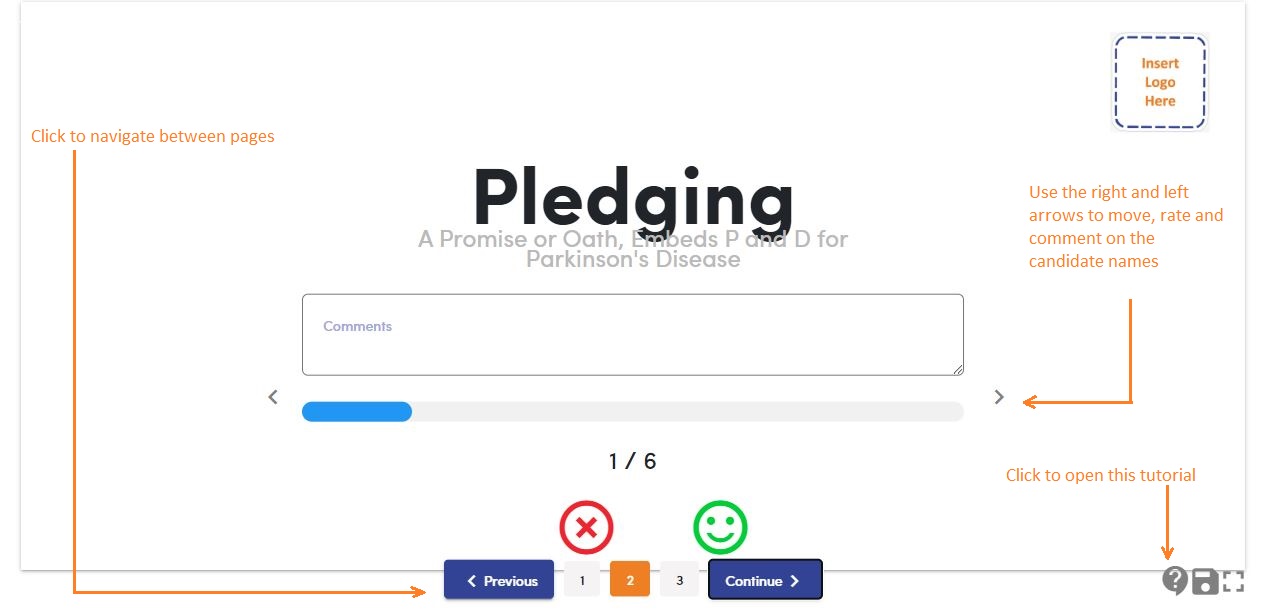 Insert
Logo
Here
Click to navigate between pages
Pledging
Use the right and left
arrows to move, rate and
comment on the
candidate names
A Promise or Oath, Embeds P and D for
Parkinson's Disease
Comments
1 / 6
Click to open this tutorial
Previous
1
2
3
Continue